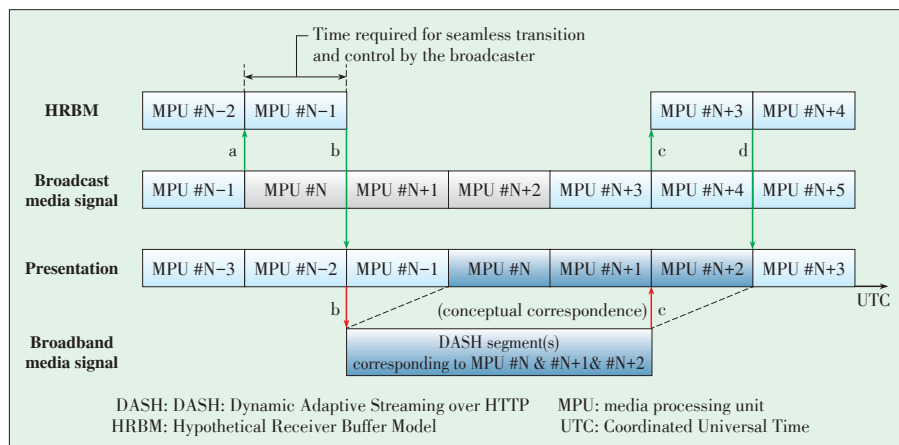 Time required for seamless transition
and control by the broadcaster
HRBM
MPU #N−2
MPU #N−1
MPU #N+3
MPU #N+4
a
b
c
d
Broadcast
media signal
MPU #N−1
MPU #N
MPU #N+1
MPU #N+2
MPU #N+3
MPU #N+4
MPU #N+5
Presentation
MPU #N−3
MPU #N−2
MPU #N−1
MPU #N
MPU #N+1
MPU #N+2
MPU #N+3
UTC
b
(conceptual correspondence)
c
Broadband
media signal
DASH segment(s)
corresponding to MPU #N & #N+1& #N+2
DASH: DASH: Dynamic Adaptive Streaming over HTTP
MPU: media processing unit
HRBM: Hypothetical Receiver Buffer Model
UTC: Coordinated Universal Time